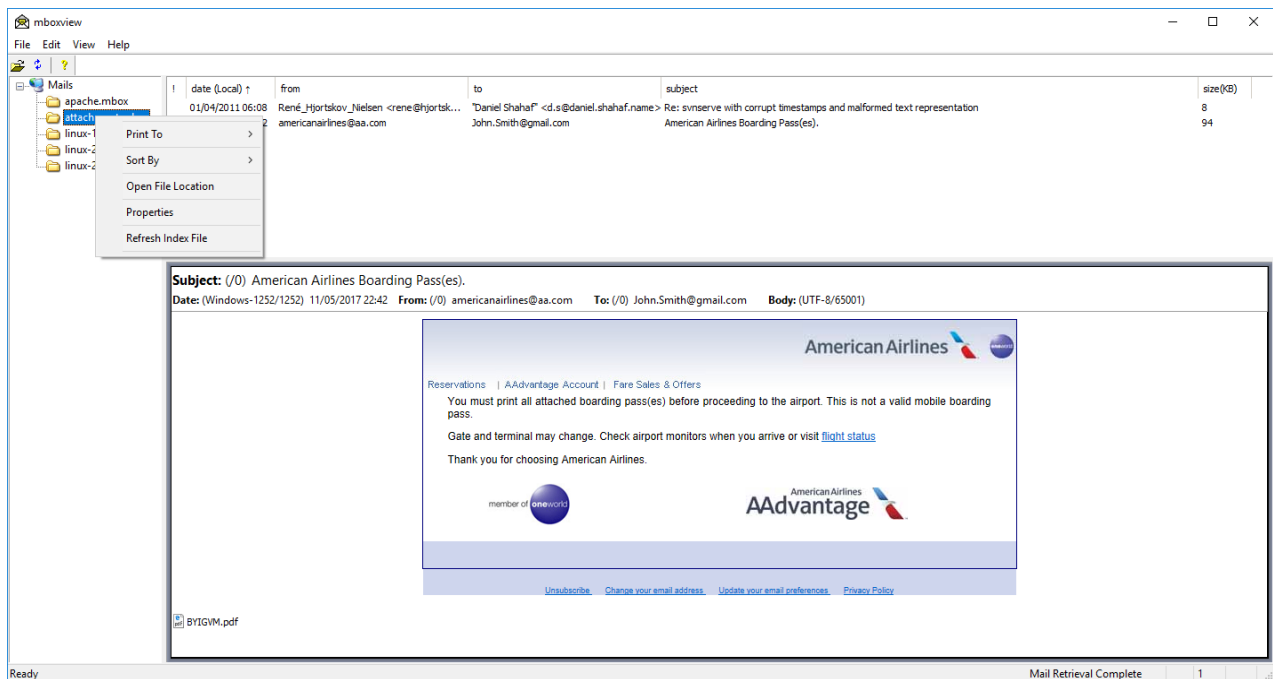 mboxview
File Edit View Help
Mails
apache.mbox
linux-1
linux-2
linux-2
Print To
Sort By
Open File Location
Properties
Refresh Index File
! date (Local) ↑ from to subject size(KB)
01/04/2011 06:08 René_Hjortskov_Nielsen <rene@hjortsk... "Daniel Shahaf" <d.s@daniel.shahaf.name> Re: svnserve with corrupt timestamps and malformed text representation 8
2 americanairlines@aa.com John.Smith@gmail.com American Airlines Boarding Pass(es). 94
Subject: (/0) American Airlines Boarding Pass(es).
Date: (Windows-1252/1252) 11/05/2017 22:42 From: (/0) americanairlines@aa.com To: (/0) John.Smith@gmail.com Body: (UTF-8/65001)
American Airlines oneworld
Reservations | AAdvantage Account | Fare Sales & Offers
You must print all attached boarding pass(es) before proceeding to the airport. This is not a valid mobile boarding
pass.
Gate and terminal may change. Check airport monitors when you arrive or visit flight status
Thank you for choosing American Airlines.
member of oneworld
American Airlines
AAdvantage
Unsubscribe Change your email address Update your email preferences Privacy Policy
BYIGVM.pdf
Ready
Mail Retrieval Complete 1